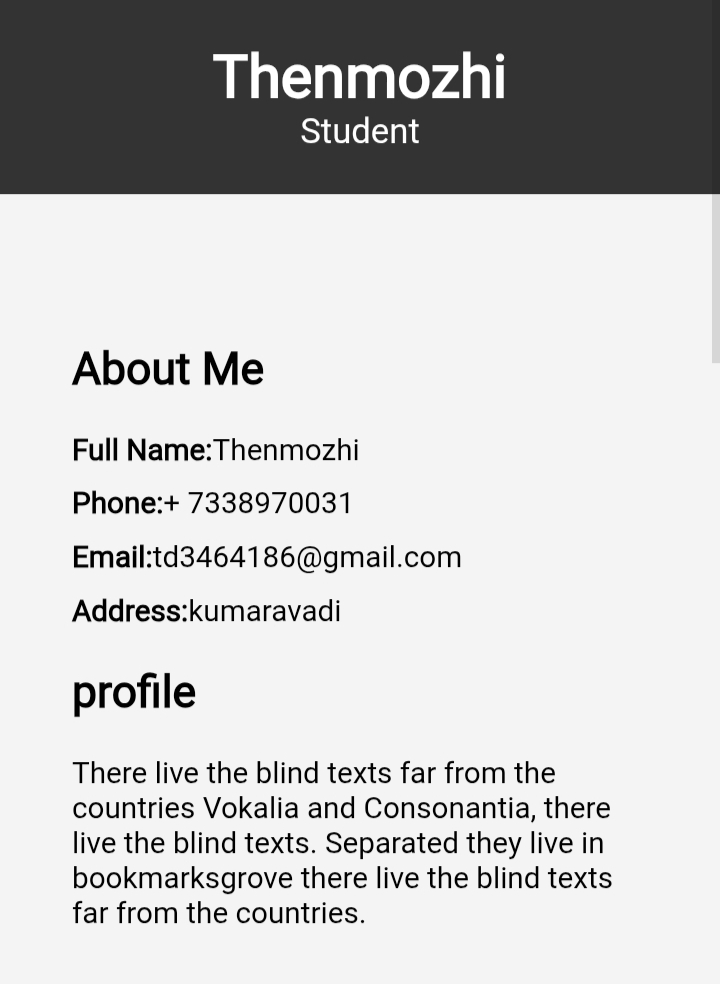 Thenmozhi
Student
About Me
Full Name:Thenmozhi
Phone:+ 7338970031
Email:td3464186@gmail.com
Address:kumaravadi
profile
There live the blind texts far from the
countries Vokalia and Consonantia, there
live the blind texts. Separated they live in
bookmarksgrove there live the blind texts
far from the countries.